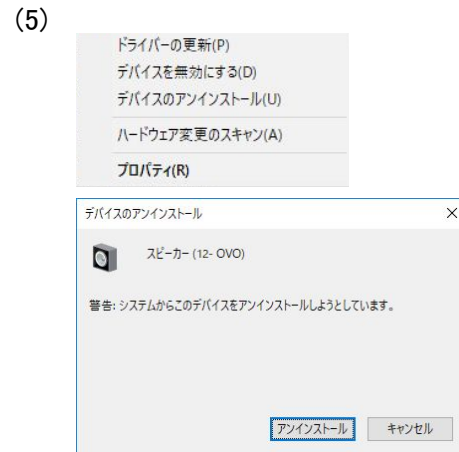 (5)
ドライバーの更新(P)
デバイスを無効にする(D)
デバイスのアンインストール(U)
ハードウェア変更のスキャン(A)
プロパティ(R)
デバイスのアンインストール
スピーカー (12- OVO)
警告: システムからこのデバイスをアンインストールしようとしています。
アンインストール キャンセル